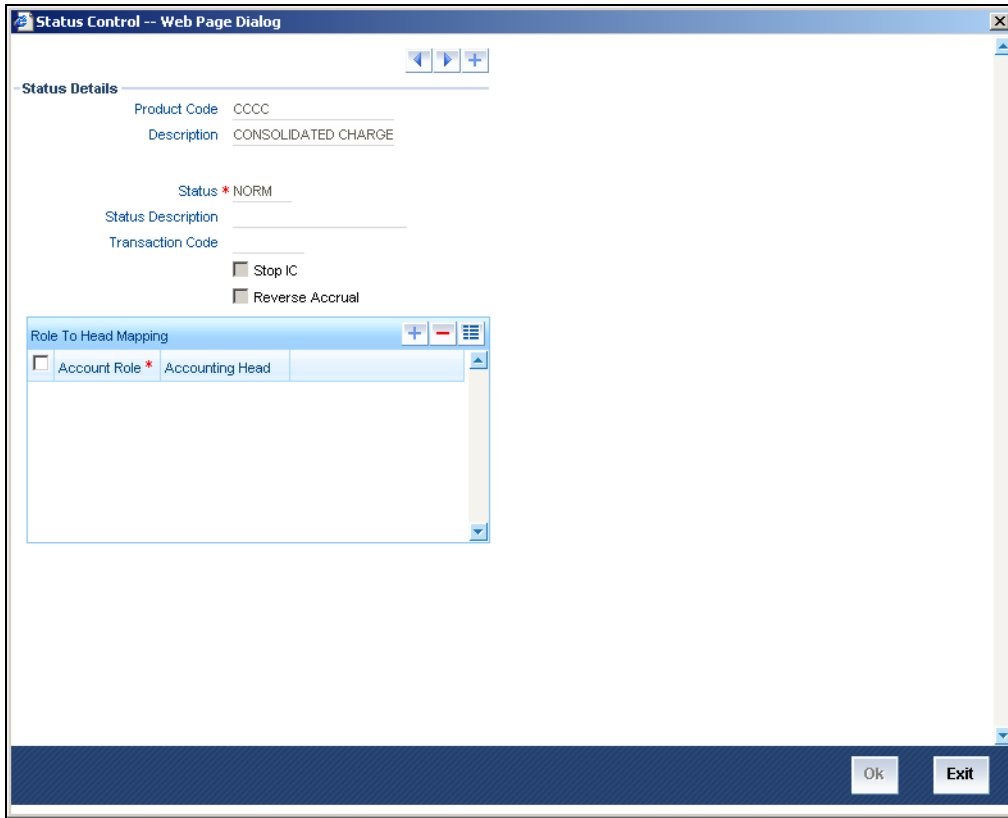 Status Control -- Web Page Dialog
Status Details
Product Code CCCC
Description CONSOLIDATED CHARGE
Status * NORM
Status Description
Transaction Code
Stop IC
Reverse Accrual
Role To Head Mapping
Account Role * Accounting Head
Ok Exit